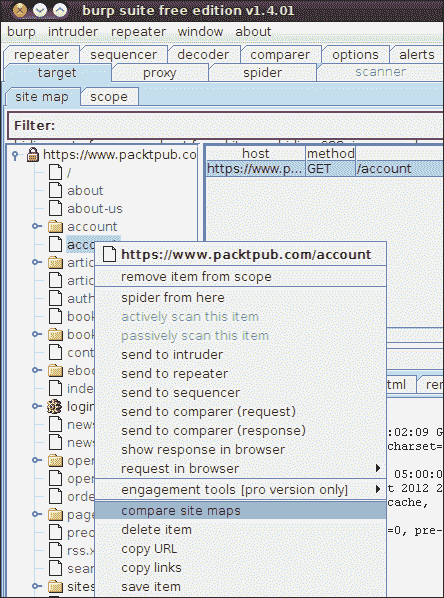 burp suite free edition v1.4.01
burp intruder repeater window about
repeater sequencer decoder comparer options alerts
target proxy spider scanner
site map scope
Filter:
https://www.packtpub.co
host method
https://www.p... GET /account
/
about
about-us
account
acco
https://www.packtpub.com/account
artic
remove item from scope
artic
auth
spider from here
book
actively scan this item
book
passively scan this item
cont
send to intruder
eboo
send to repeater
html ren
inde
send to sequencer
login
send to comparer (request)
news
send to comparer (response)
:02:09 G
news
show response in browser
charset=
oper
request in browser
oper
05:00:0
engagement tools [pro version only]
orde
t 2012 2
page
compare site maps
cache,
pred
delete item
=0, pre-
rss.x
copy URL
sear
copy links
sites
save item